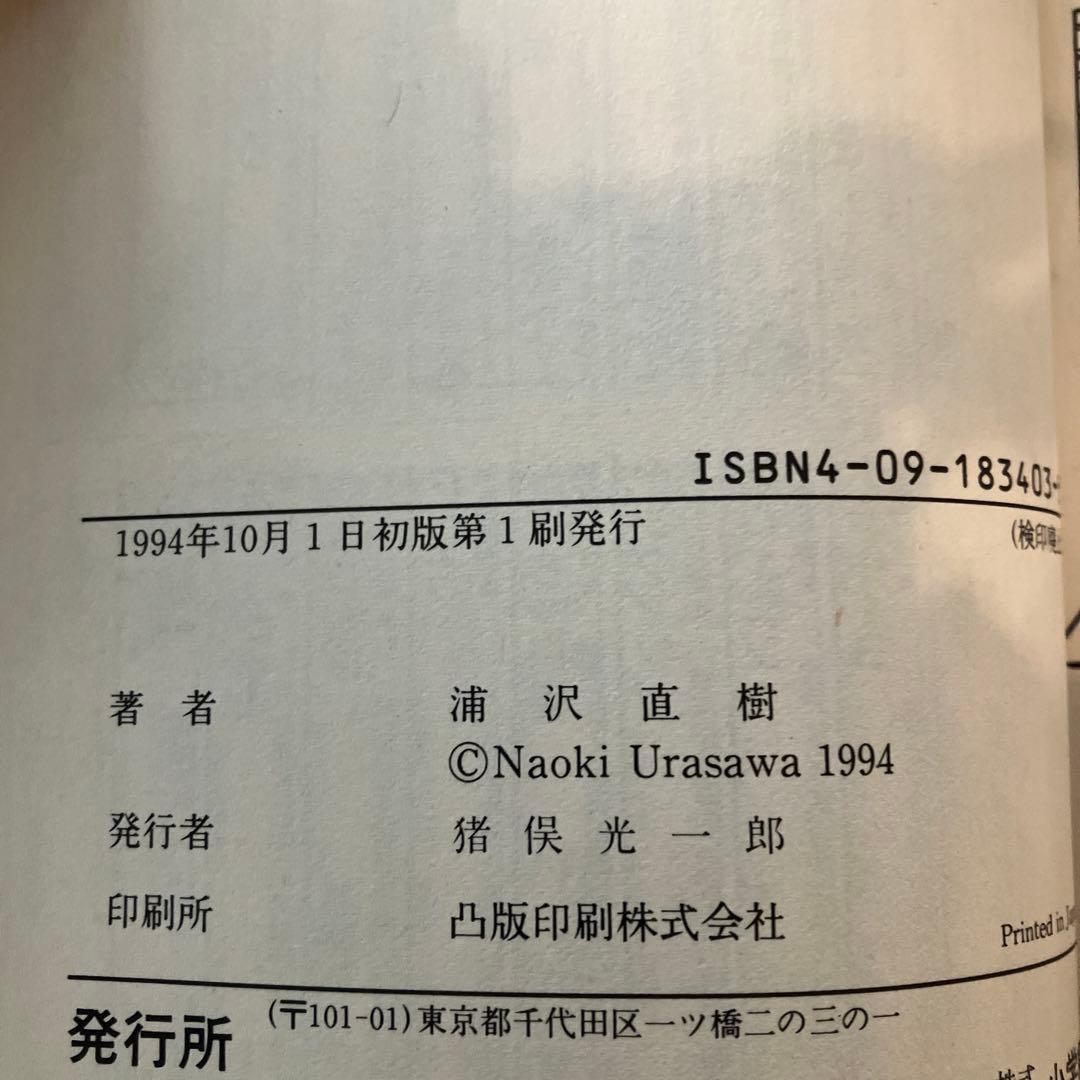 ISBN4-09-183403-
1994年10月1日初版第1刷発行
(検印廃止
著者 浦沢直樹
©Naoki Urasawa 1994
発行者 猪俣光一郎
印刷所 凸版印刷株式会社
Printed in
発行所 (〒101-01)東京都千代田区一ツ橋二の三の一